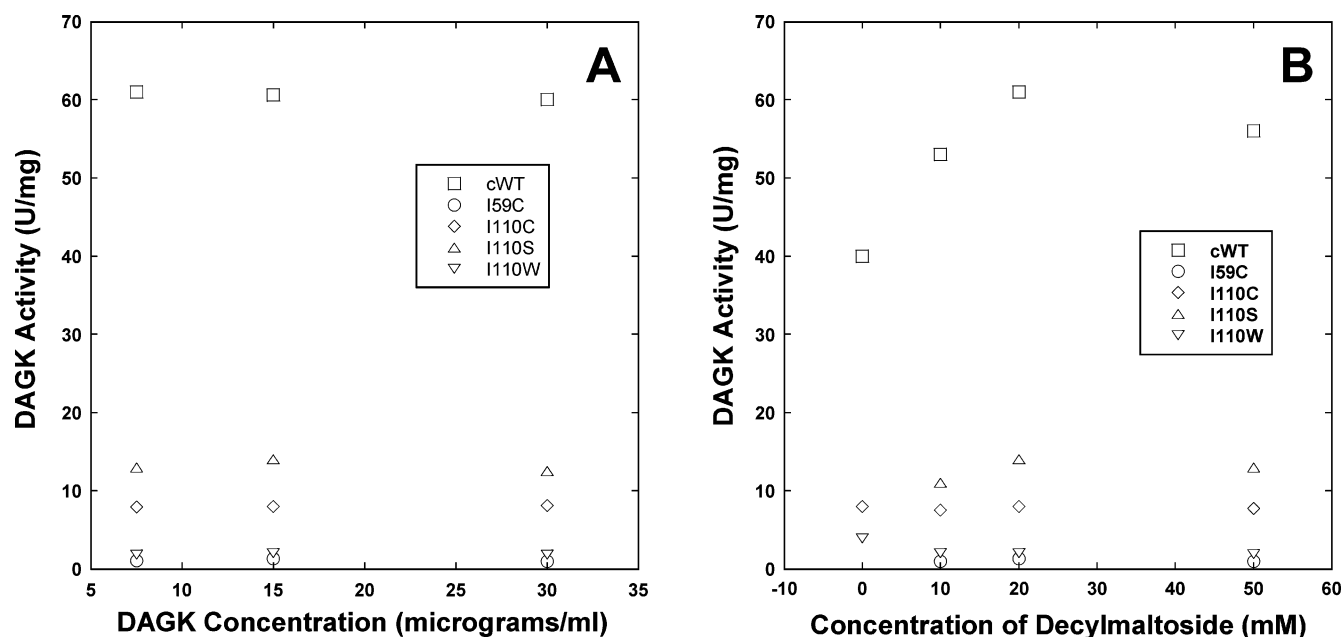 A
DAGK Activity (U/mg)
70
60
50
40
30
20
10
0
cWT
I59C
I110C
I110S
I110W
5 10 15 20 25 30 35
DAGK Concentration (micrograms/ml)
B
DAGK Activity (U/mg)
70
60
50
40
30
20
10
0
cWT
I59C
I110C
I110S
I110W
-10 0 10 20 30 40 50 60
Concentration of Decylmaltoside (mM)